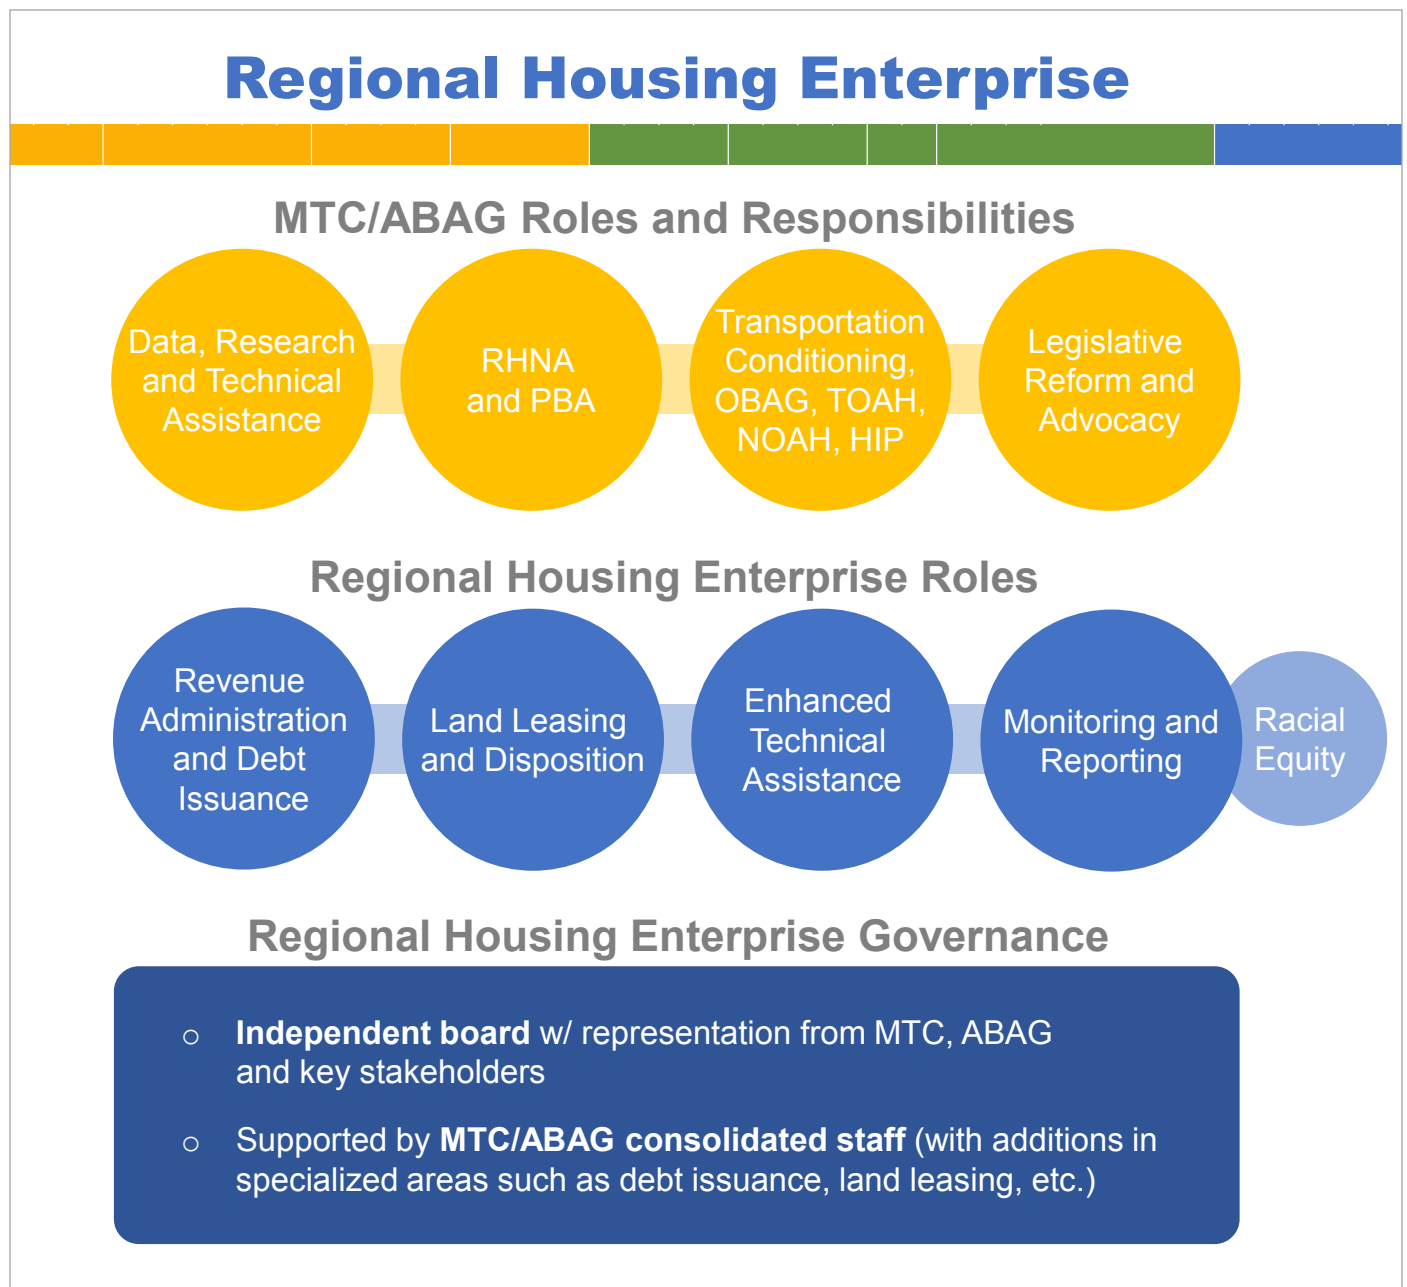 Regional Housing Enterprise
MTC/ABAG Roles and Responsibilities
Data, Research
and Technical
Assistance
RHNA
and PBA
Transportation
Conditioning,
OBAG, TOAH,
NOAH, HIP
Legislative
Reform and
Advocacy
Regional Housing Enterprise Roles
Revenue
Administration
and Debt
Issuance
Land Leasing
and Disposition
Enhanced
Technical
Assistance
Monitoring and
Reporting
Racial
Equity
Regional Housing Enterprise Governance
o Independent board w/ representation from MTC, ABAG
and key stakeholders
o Supported by MTC/ABAG consolidated staff (with additions in
specialized areas such as debt issuance, land leasing, etc.)